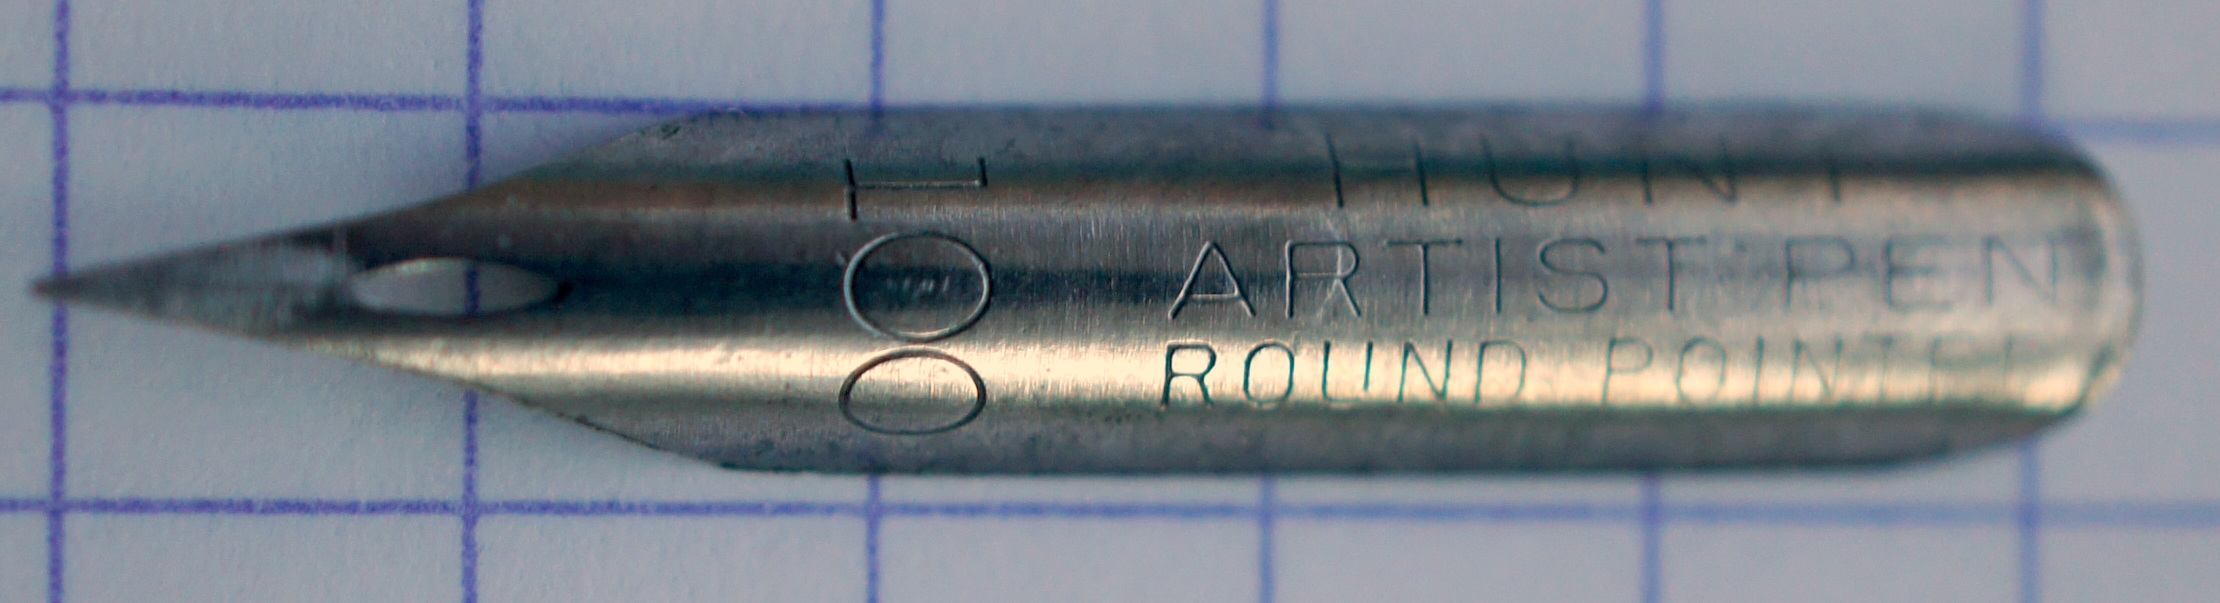 100
HUNT
ARTIST PEN
ROUND POINTED